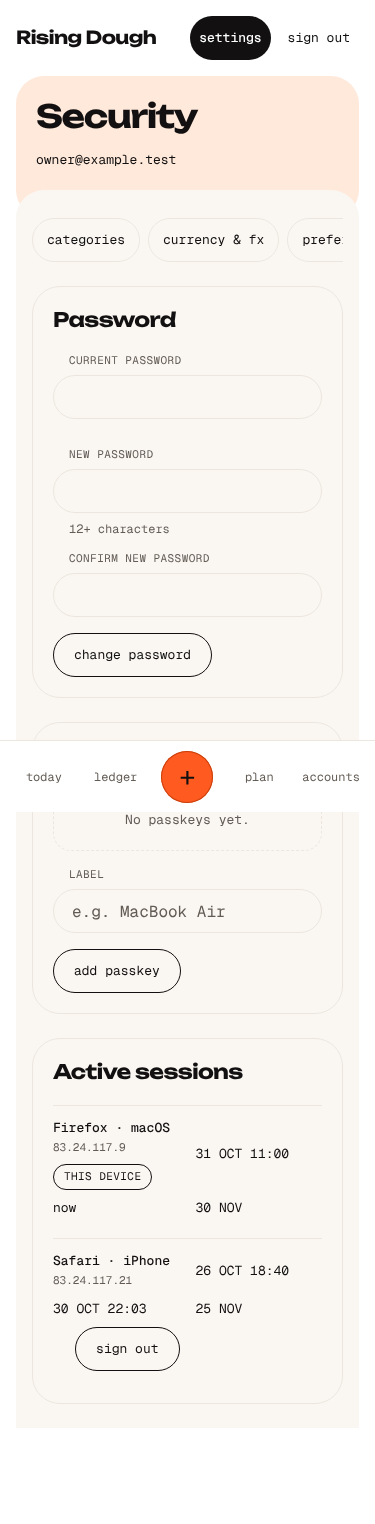 Rising Dough
settings
sign out
Security
owner@example.test
categories
currency & fx
prefe
Password
CURRENT PASSWORD
NEW PASSWORD
12+ characters
CONFIRM NEW PASSWORD
change password
today
ledger
+
plan
accounts
No passkeys yet.
LABEL
e.g. MacBook Air
add passkey
Active sessions
Firefox · macOS
83.24.117.9
THIS DEVICE
31 OCT 11:00
now
30 NOV
Safari · iPhone
83.24.117.21
26 OCT 18:40
30 OCT 22:03
25 NOV
sign out